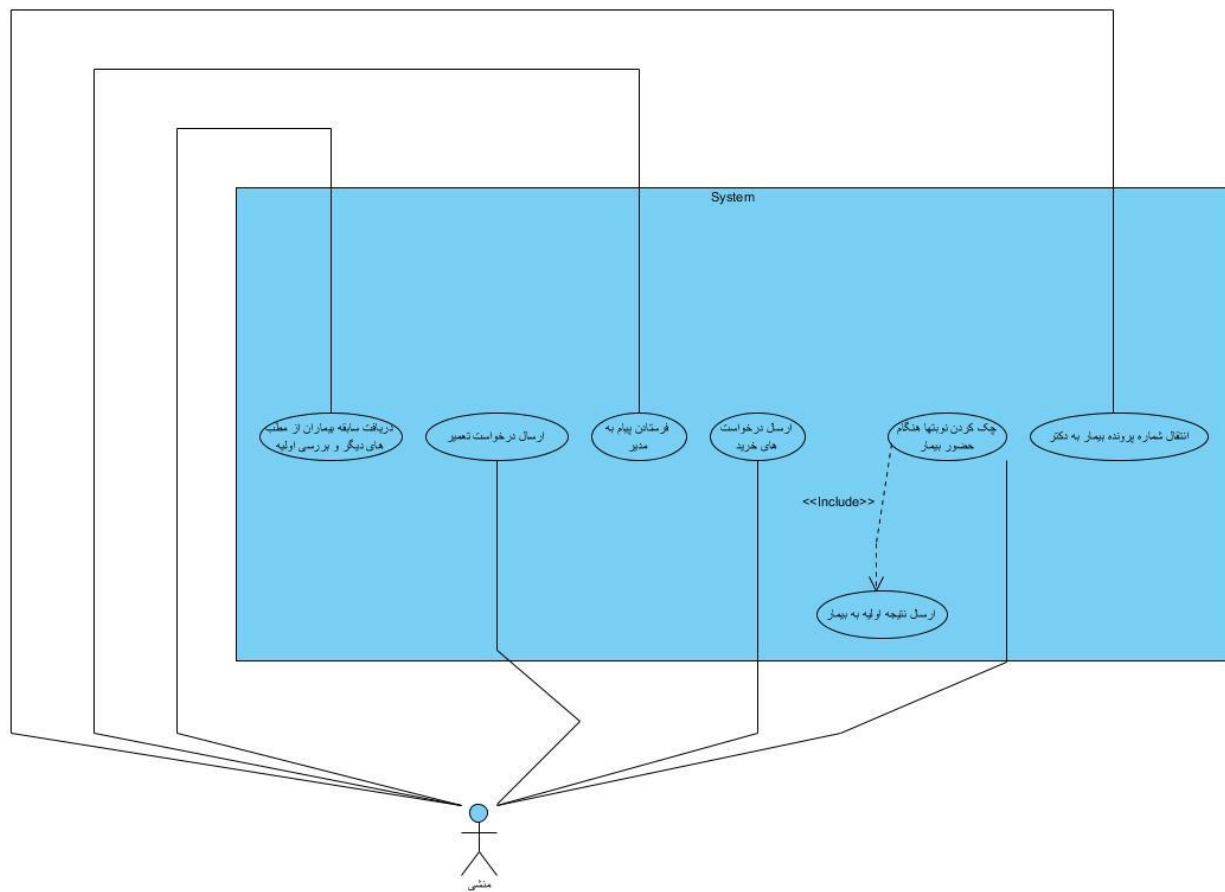 System
دریافت سابقه بیماران از مطب
های دیگر و بررسی اولیه
ارسال درخواست تعمیر
فرستادن پیام به
مدیر
ارسال درخواست
های خرید
چک کردن نوبتها هنگام
حضور بیمار
انتقال شماره پرونده بیمار به دکتر
<<Include>>
ارسال نتیجه اولیه به بیمار
منشی